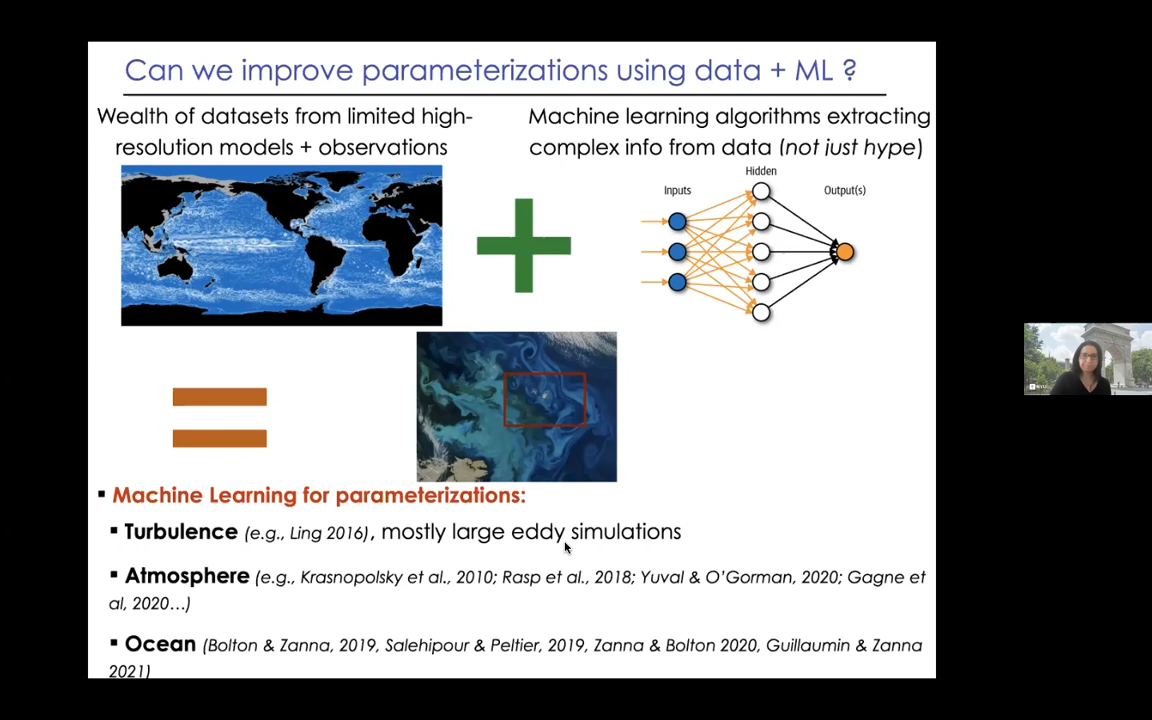 Can we improve parameterizations using data + ML ?
Wealth of datasets from limited high-
resolution models + observations
Machine learning algorithms extracting
complex info from data (not just hype)
Inputs
Hidden
Output(s)
▪ Machine Learning for parameterizations:
▪ Turbulence (e.g., Ling 2016), mostly large eddy simulations
▪ Atmosphere (e.g., Krasnopolsky et al., 2010; Rasp et al., 2018; Yuval & O'Gorman, 2020; Gagne et
al, 2020...)
▪ Ocean (Bolton & Zanna, 2019, Salehipour & Peltier, 2019, Zanna & Bolton 2020, Guillaumin & Zanna
2021)
NYU